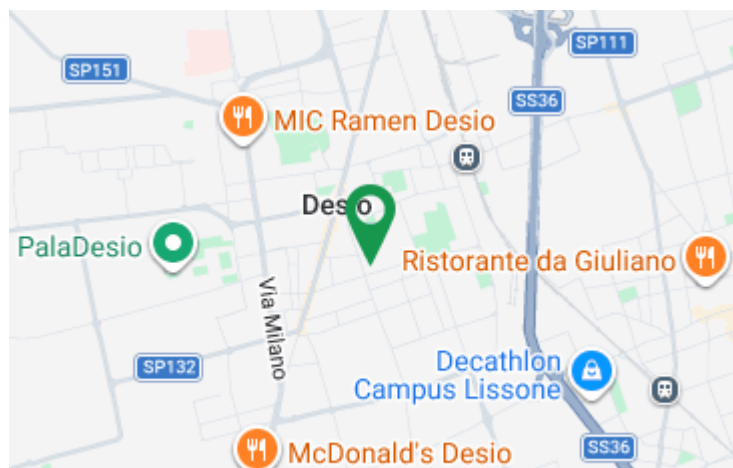 SP111
SP151
SS36
MIC Ramen Desio
Desio
PalaDesio
Ristorante da Giuliano
Via Milano
Decathlon
Campus Lissone
SP132
McDonald's Desio
SS36